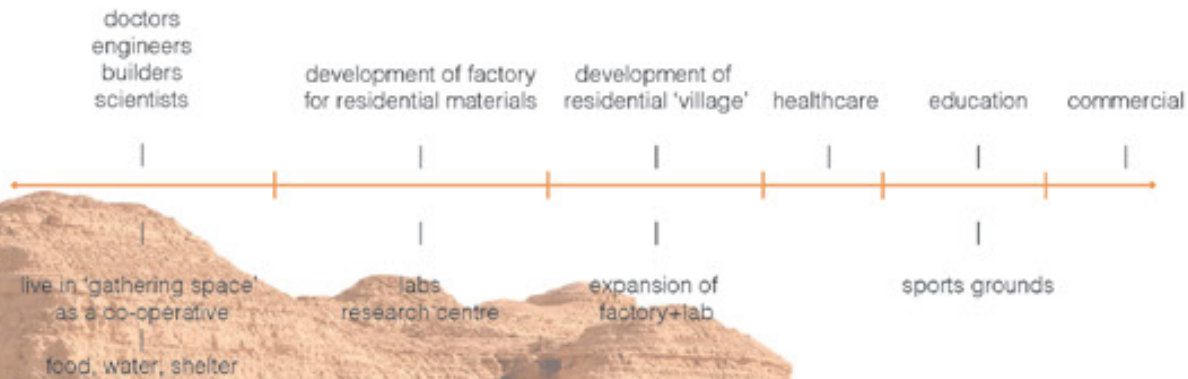 doctors
engineers
builders
scientists
development of factory
for residential materials
development of
residential 'village'
healthcare
education
commercial
live in 'gathering space'
as a co-operative
food, water, shelter
labs
research centre
expansion of
factory+lab
sports grounds